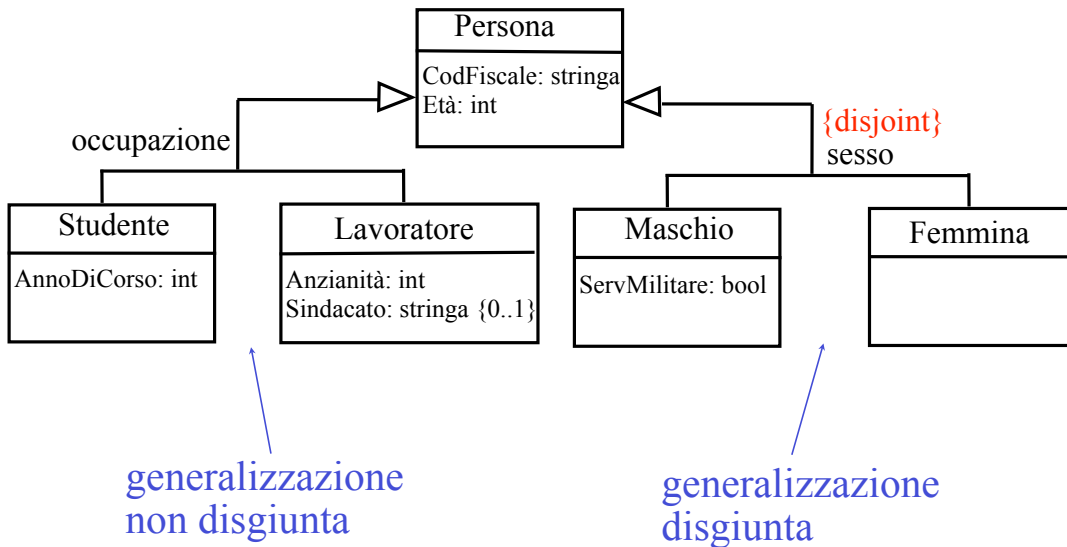 Persona
CodFiscale: stringa
Età: int
occupazione
{disjoint}
sesso
Studente
AnnoDiCorso: int
Lavoratore
Anzianità: int
Sindacato: stringa {0..1}
Maschio
ServMilitare: bool
Femmina
generalizzazione
non disgiunta
generalizzazione
disgiunta